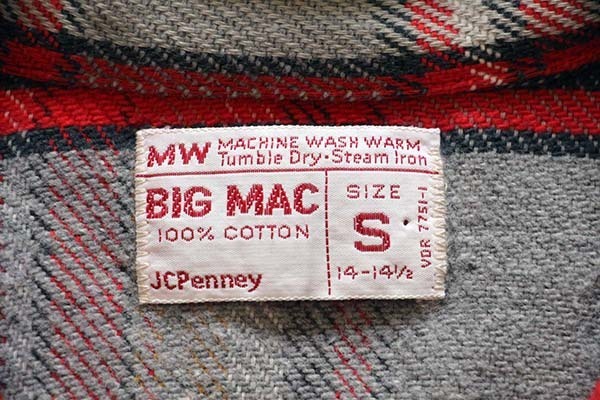 MW MACHINE WASH WARM
Tumble Dry·Steam Iron
BIG MAC
100% COTTON
JCPenney
SIZE
S
14-14½
VDR 7751-1